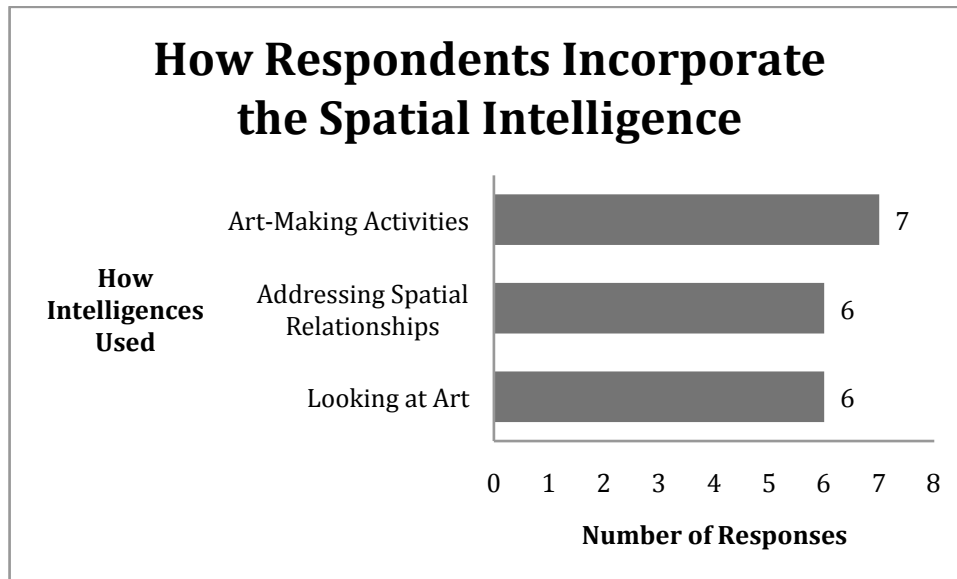 How Respondents Incorporate
the Spatial Intelligence
How
Intelligences
Used
Art-Making Activities
7
Addressing Spatial
Relationships
6
Looking at Art
6
0 1 2 3 4 5 6 7 8
Number of Responses